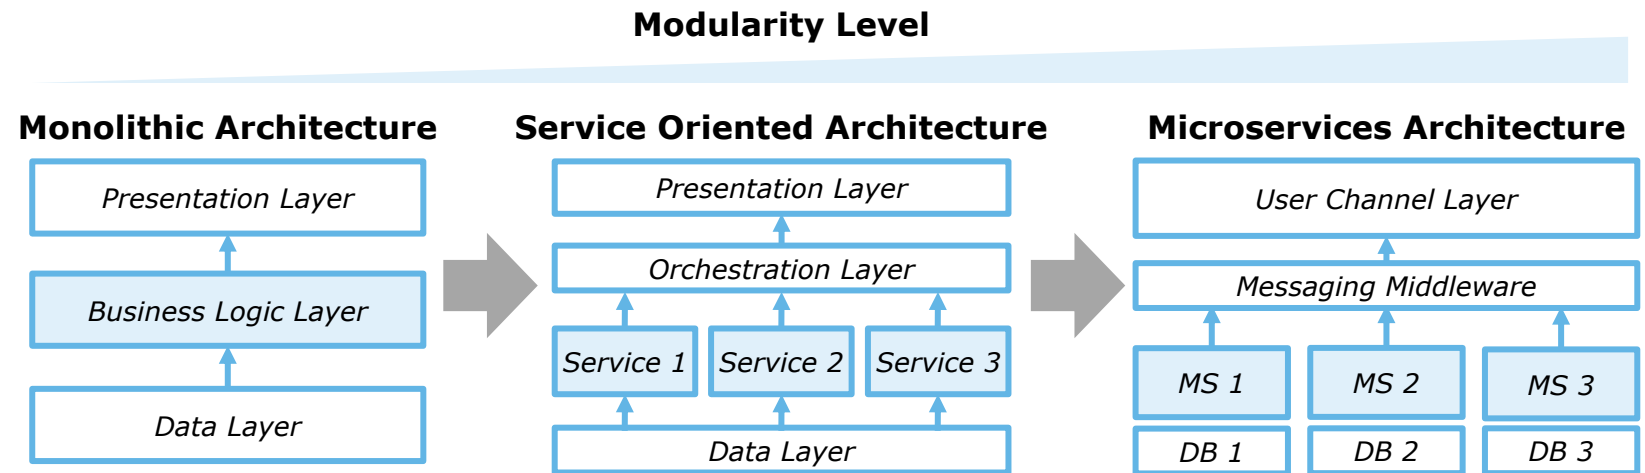 Modularity Level
Monolithic Architecture
Presentation Layer
Business Logic Layer
Data Layer
Service Oriented Architecture
Presentation Layer
Orchestration Layer
Service 1
Service 2
Service 3
Data Layer
Microservices Architecture
User Channel Layer
Messaging Middleware
MS 1
MS 2
MS 3
DB 1
DB 2
DB 3